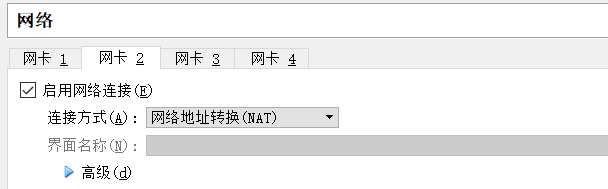 网络
网卡 1 网卡 2 网卡 3 网卡 4
启用网络连接(E)
连接方式(A): 网络地址转换(NAT)
界面名称(N):
高级(d)